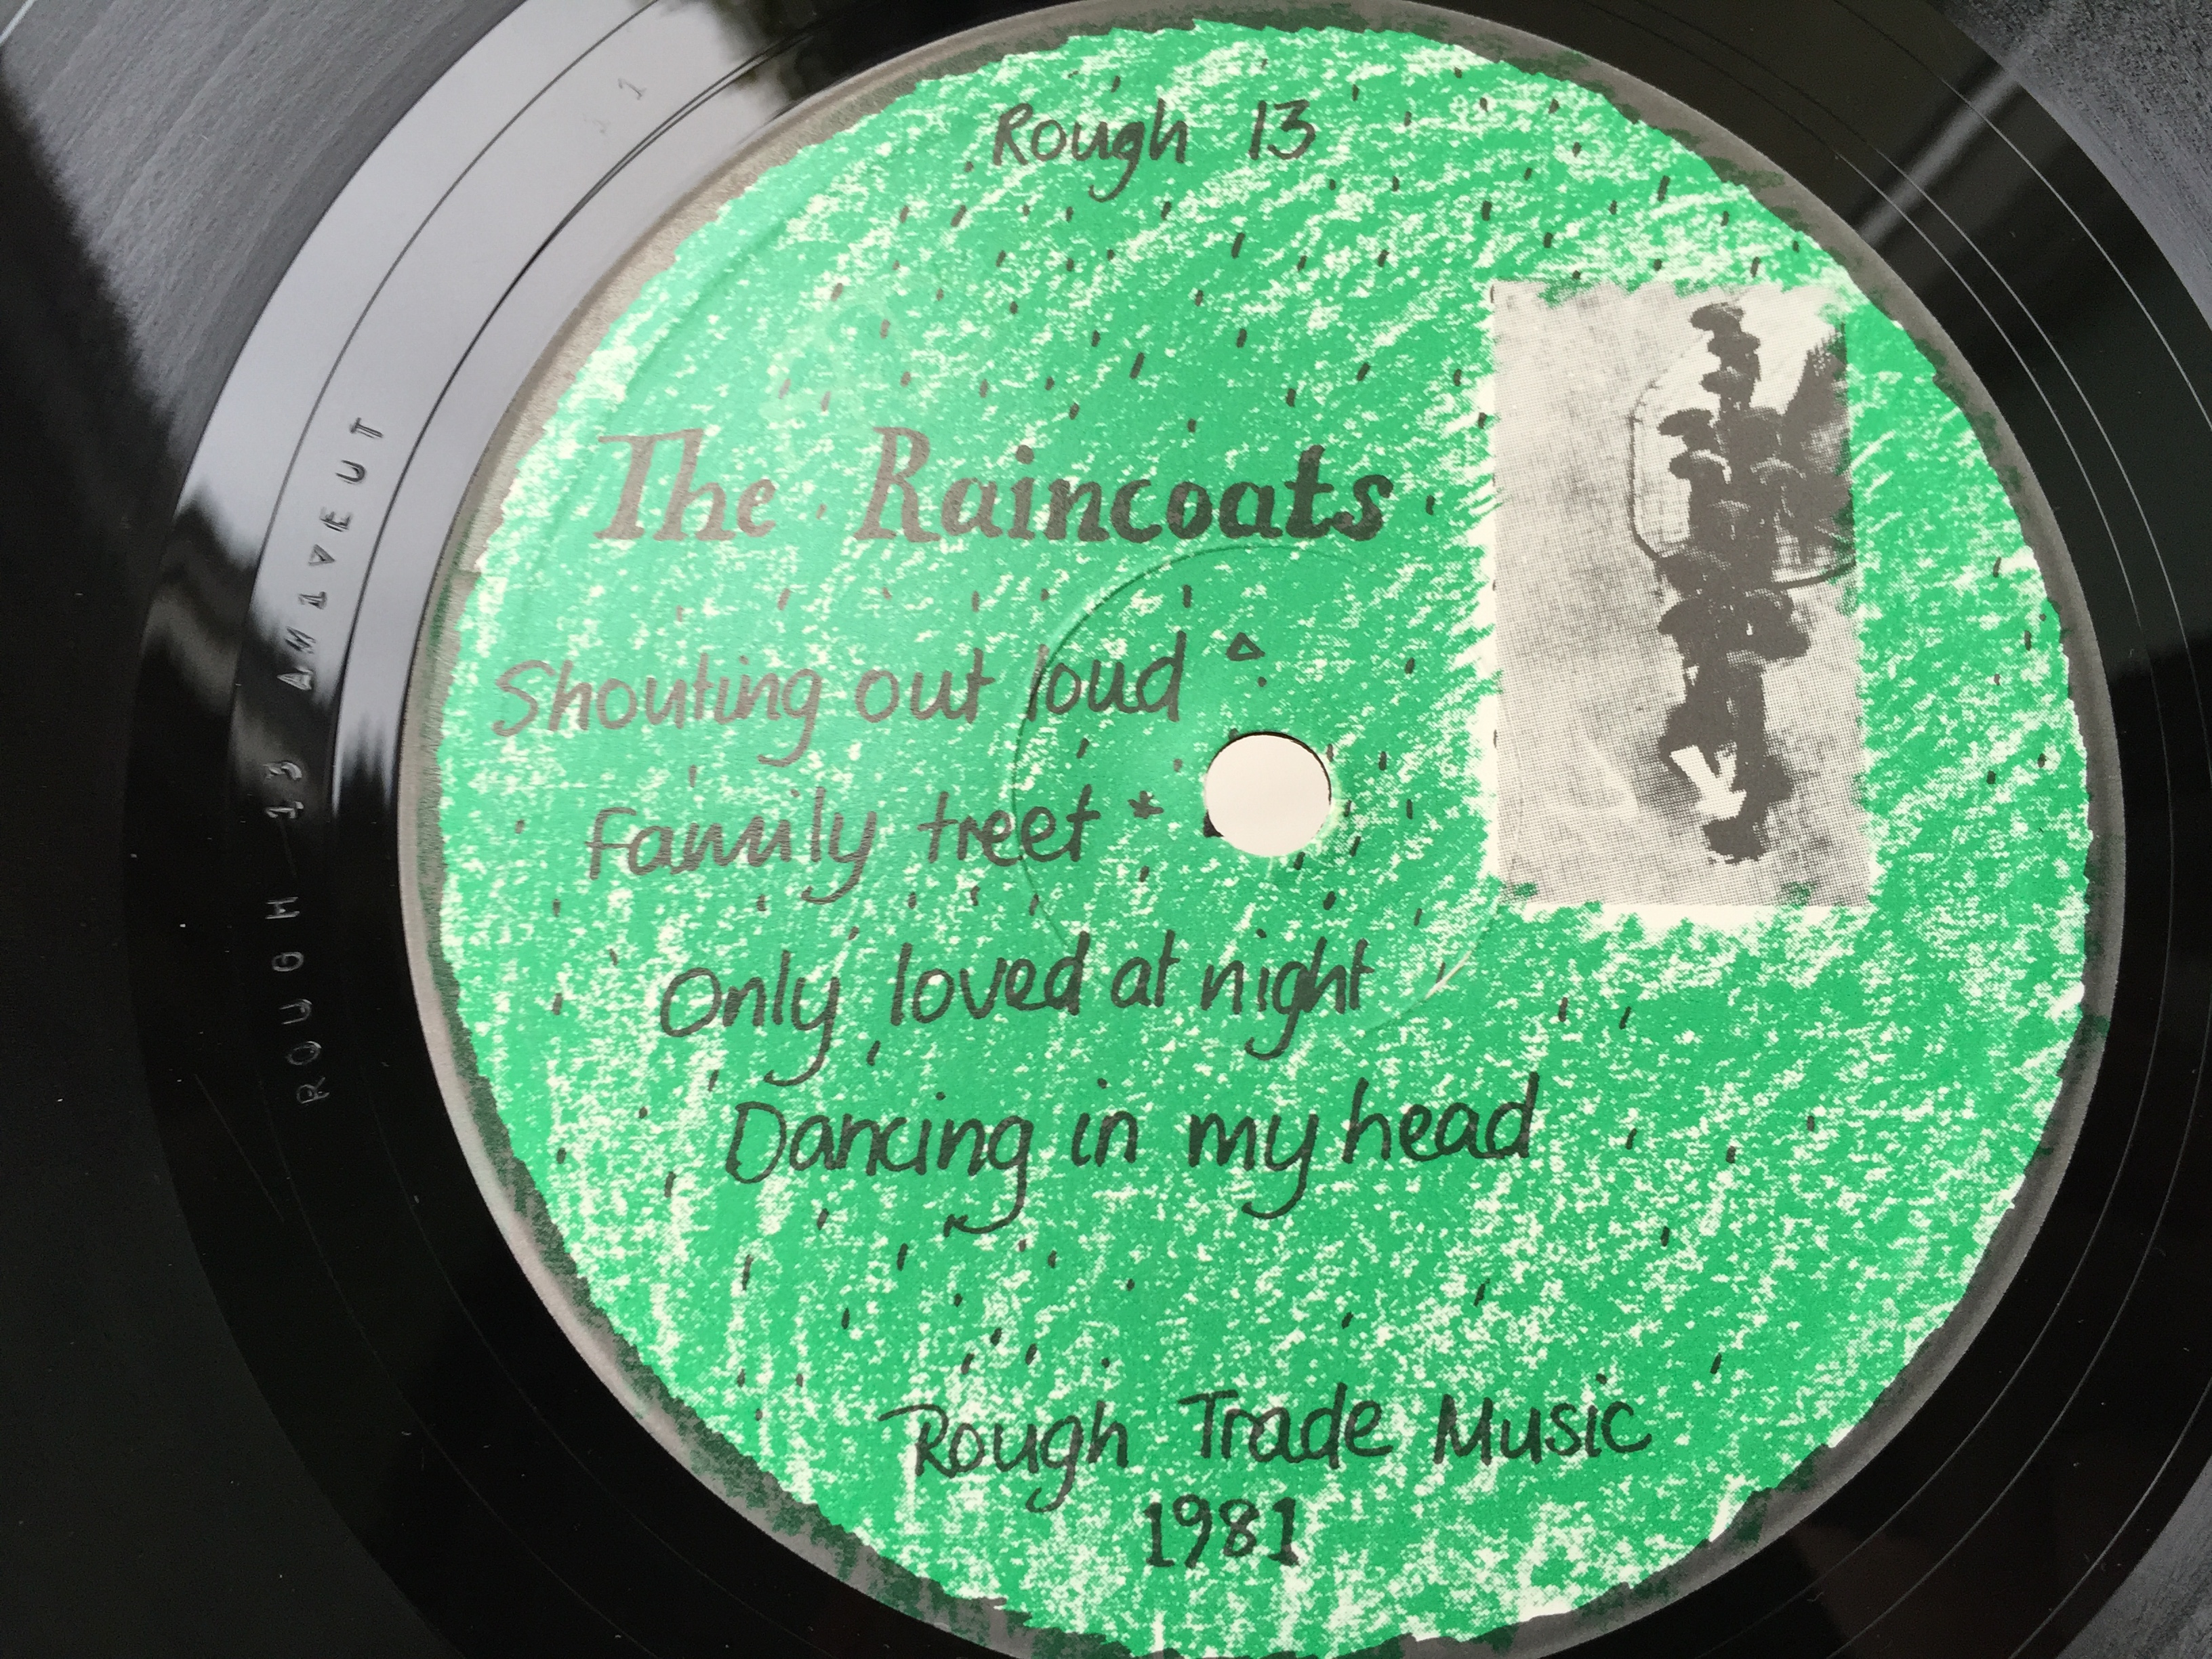 Rough 13
The Raincoats
Shouting out loud △
family treet *
Only loved at night
Dancing in my head
Rough Trade Music
1981
ROUGH 13 A